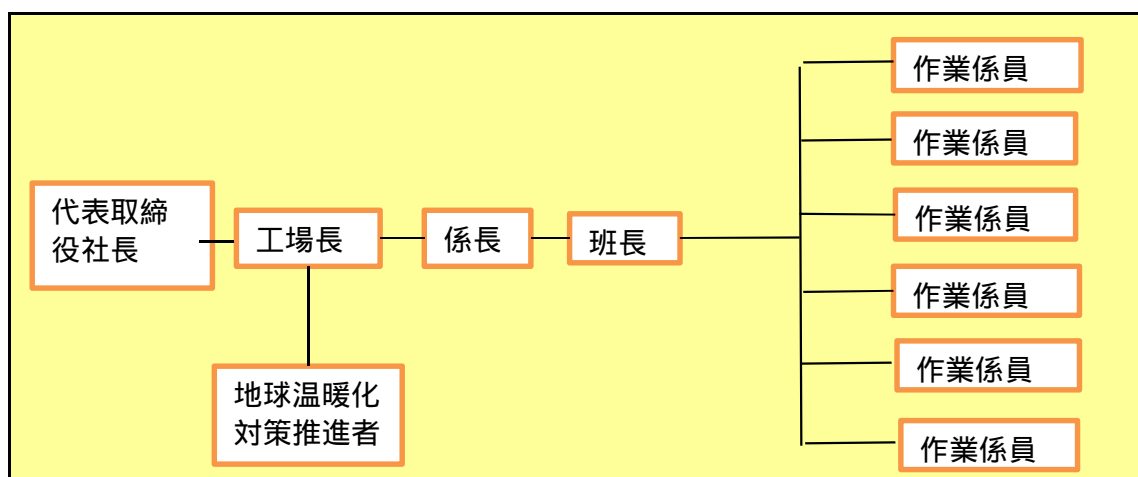 代表取締
役社長
工場長
係長
班長
地球温暖化
対策推進者
作業係員
作業係員
作業係員
作業係員
作業係員
作業係員